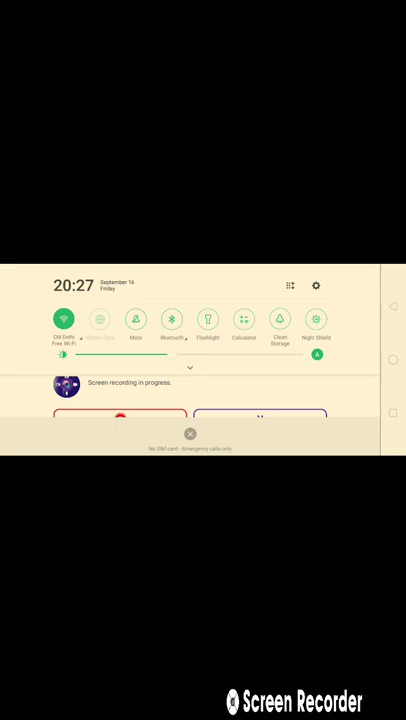 20:27
September 16
Friday
CM Delhi
Free Wi-Fi
Mobile Data
Mute
Bluetooth
Flashlight
Calculator
Clean
Storage
Night Shield
A
Screen recording in progress.
No SIM card - Emergency calls only
Screen Recorder